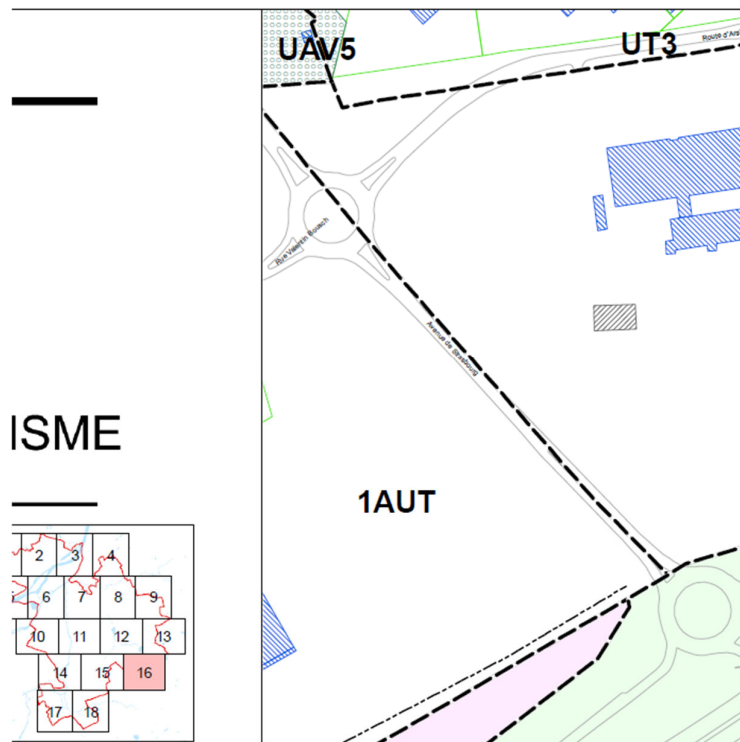 UAV5
UT3
Route d'Ars
Rue Valentin Bousch
Avenue de Strasbourg
ISME
1AUT
2 3 4
6 7 8 9
10 11 12 13
14 15 16
17 18